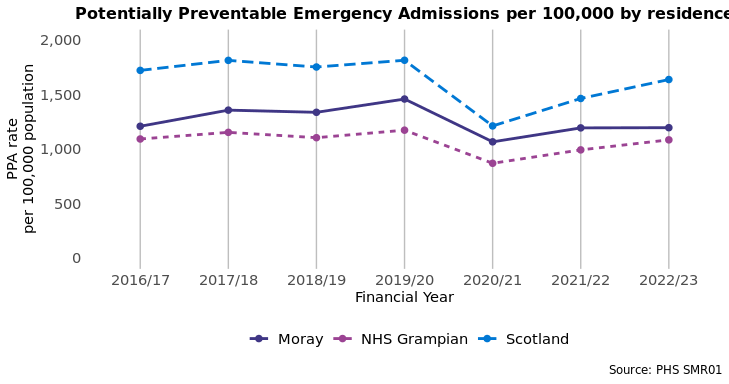 Potentially Preventable Emergency Admissions per 100,000 by residence
2,000
1,500
1,000
500
0
PPA rate
per 100,000 population
2016/17 2017/18 2018/19 2019/20 2020/21 2021/22 2022/23
Financial Year
Moray NHS Grampian Scotland
Source: PHS SMR01